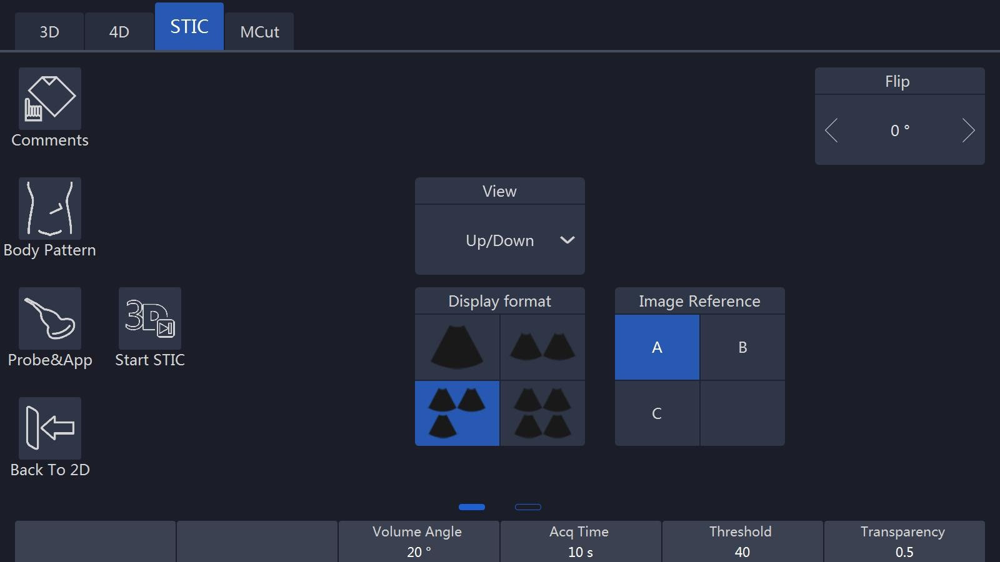 3D
4D
STIC
MCut
Comments
Flip
0 °
Body Pattern
View
Up/Down
Probe&App
3D
Start STIC
Display format
Image Reference
A
B
C
Back To 2D
Volume Angle
20 °
Acq Time
10 s
Threshold
40
Transparency
0.5